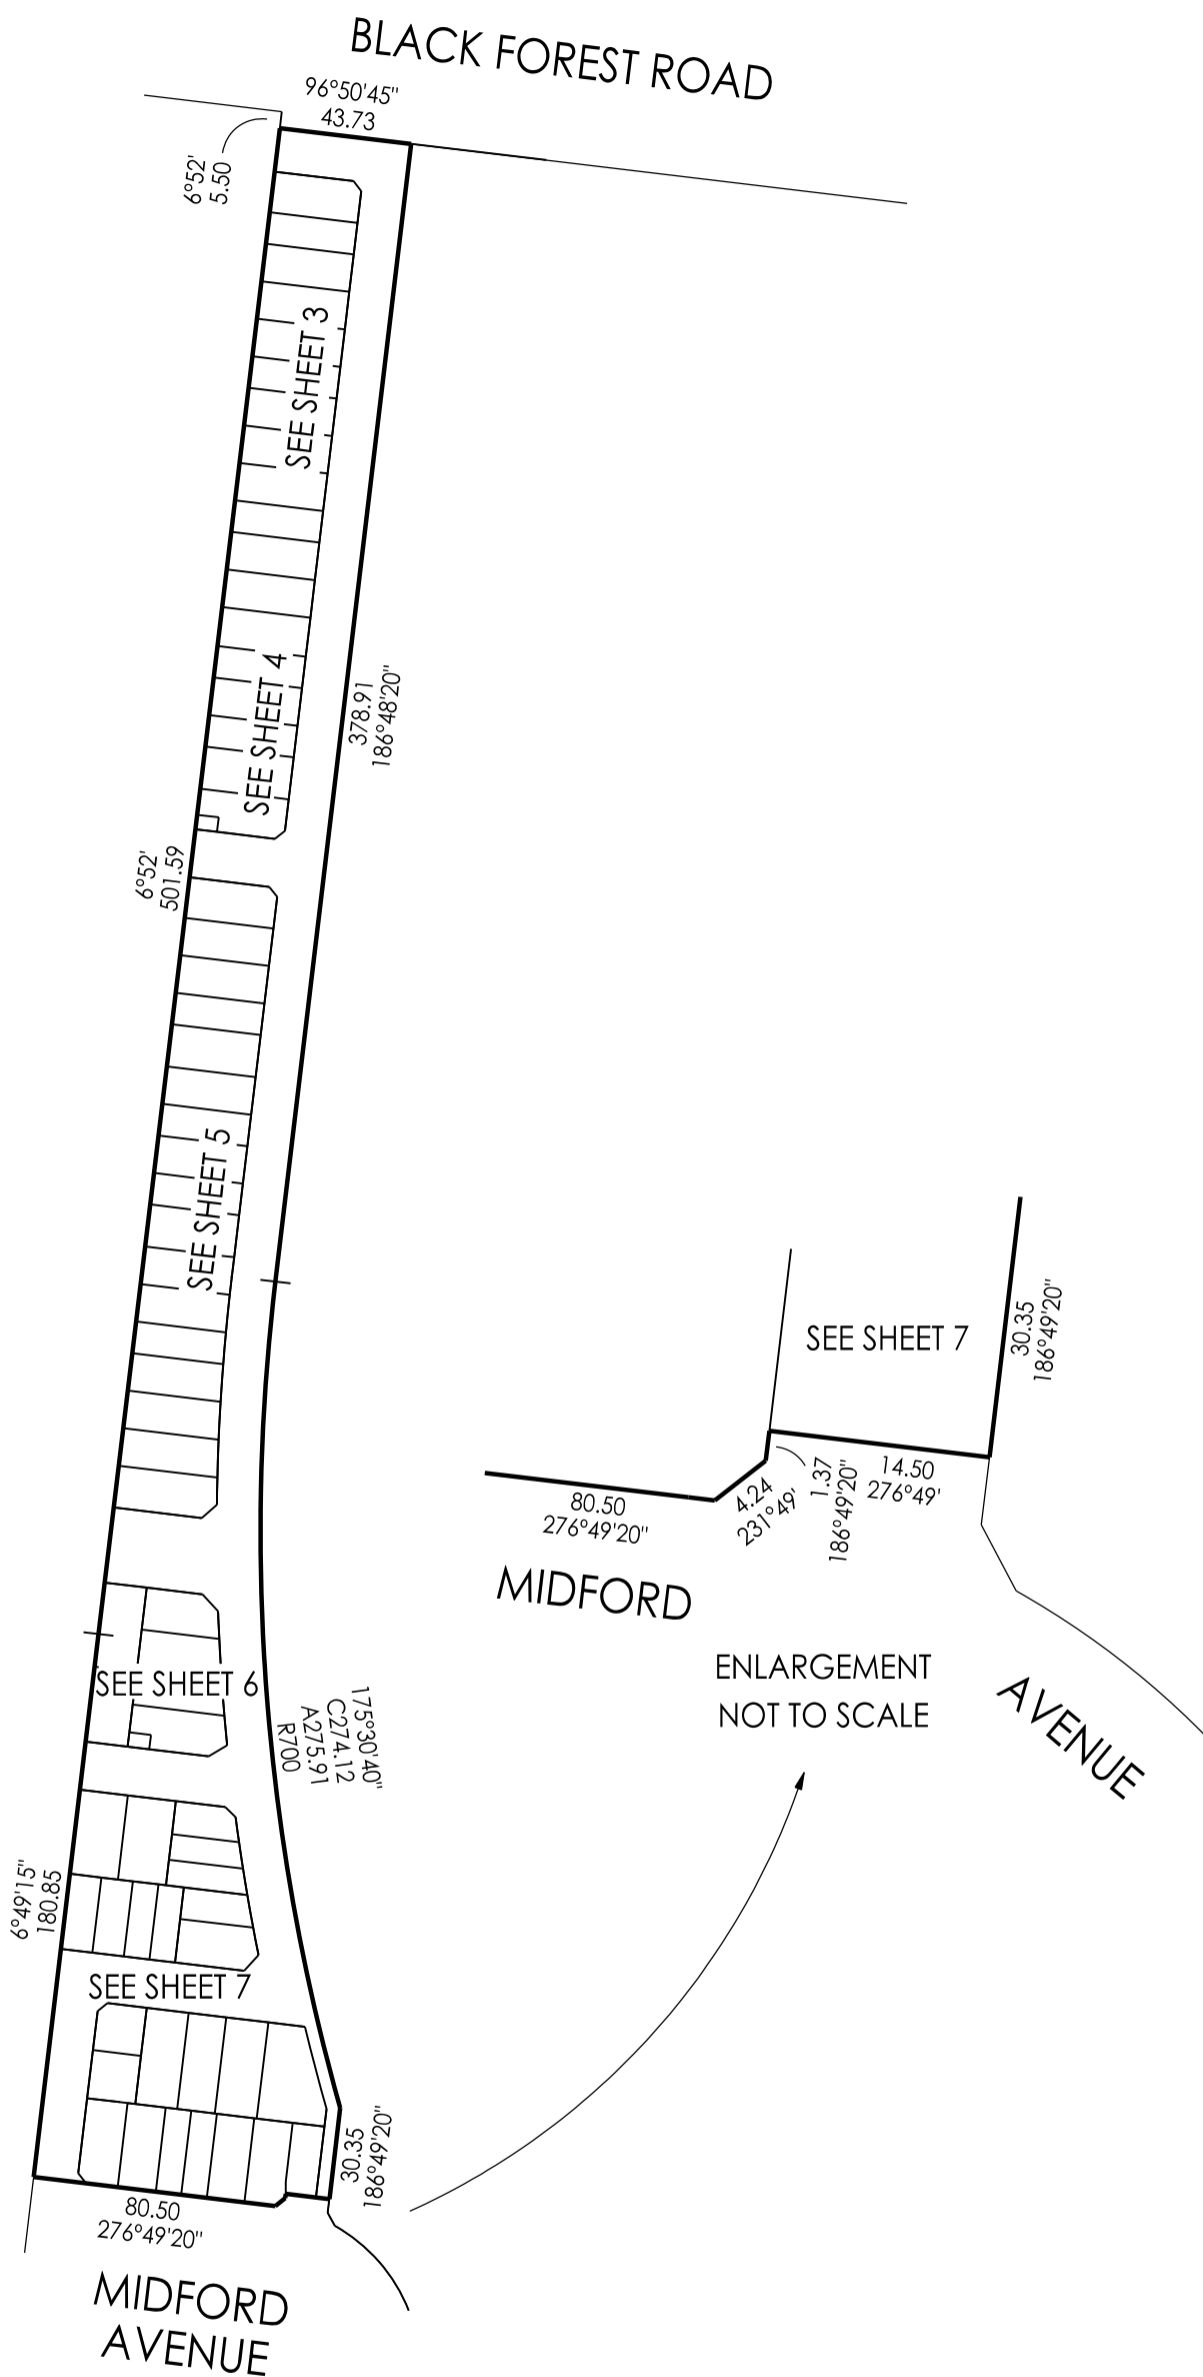 BLACK FOREST ROAD
96°50'45"
43.73
6°52'
5.50
SEE SHEET 3
378.91
186°48'20"
SEE SHEET 4
6°52'
501.59
SEE SHEET 5
SEE SHEET 7
30.35
186°49'20"
14.50
276°49'
1.37
186°49'20"
4.24
231°49'
80.50
276°49'20"
MIDFORD
AVENUE
ENLARGEMENT
NOT TO SCALE
SEE SHEET 6
175°30'40"
C274.12
A275.91
R700
6°49'15"
180.85
SEE SHEET 7
30.35
186°49'20"
80.50
276°49'20"
MIDFORD
AVENUE